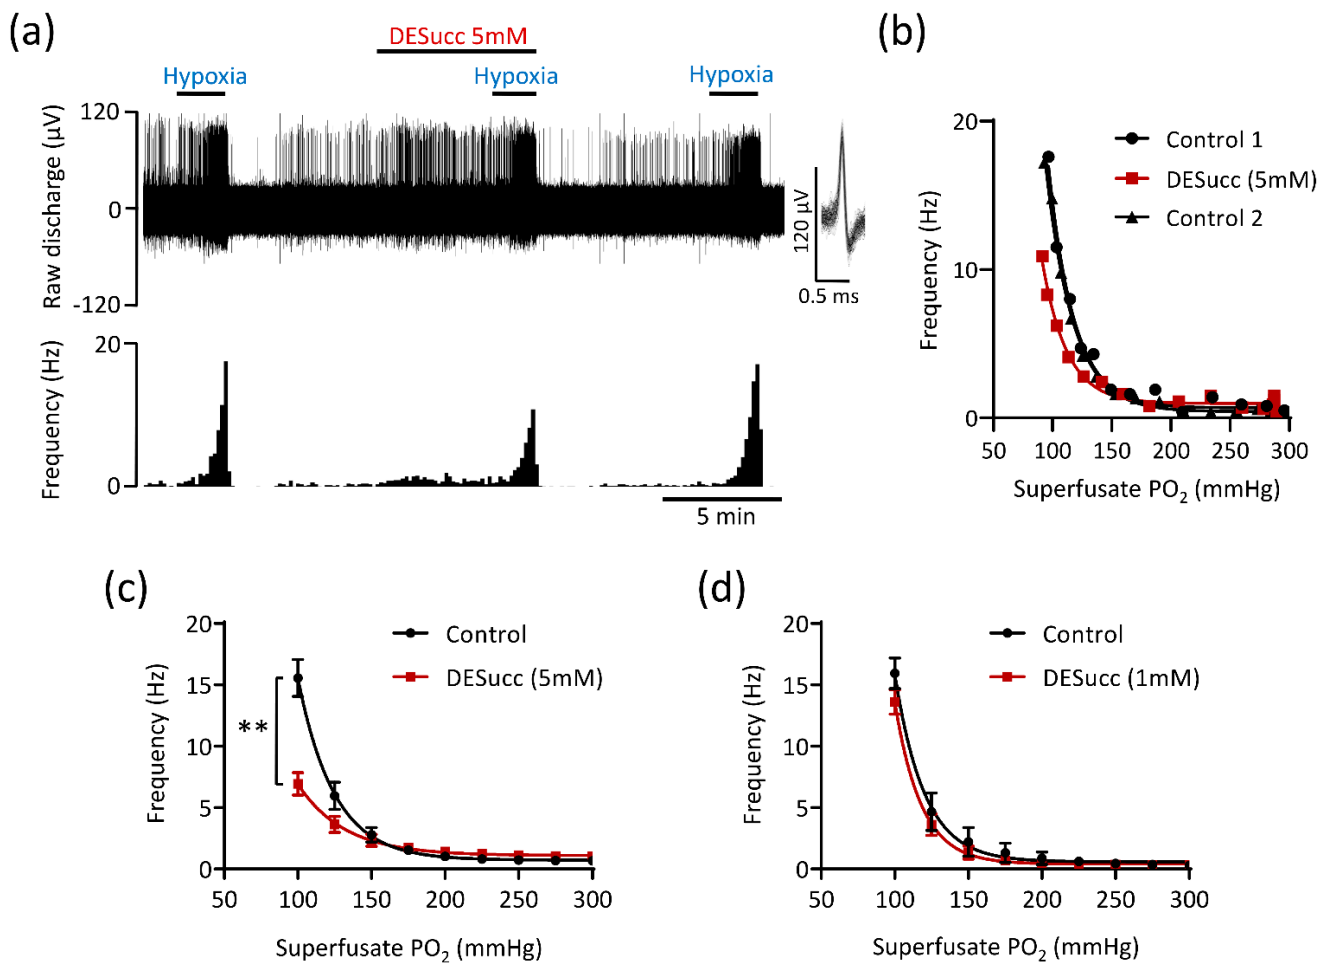 (a)
DESucc 5mM
Hypoxia Hypoxia Hypoxia
Raw discharge (µV)
120
0
-120
120 µV
0.5 ms
Frequency (Hz)
20
0
5 min
(b)
Frequency (Hz)
20
10
0
Control 1
DESucc (5mM)
Control 2
50 100 150 200 250 300
Superfusate PO2 (mmHg)
(c)
Frequency (Hz)
20
15
10
5
0
**
Control
DESucc (5mM)
50 100 150 200 250 300
Superfusate PO2 (mmHg)
(d)
Frequency (Hz)
20
15
10
5
0
Control
DESucc (1mM)
50 100 150 200 250 300
Superfusate PO2 (mmHg)